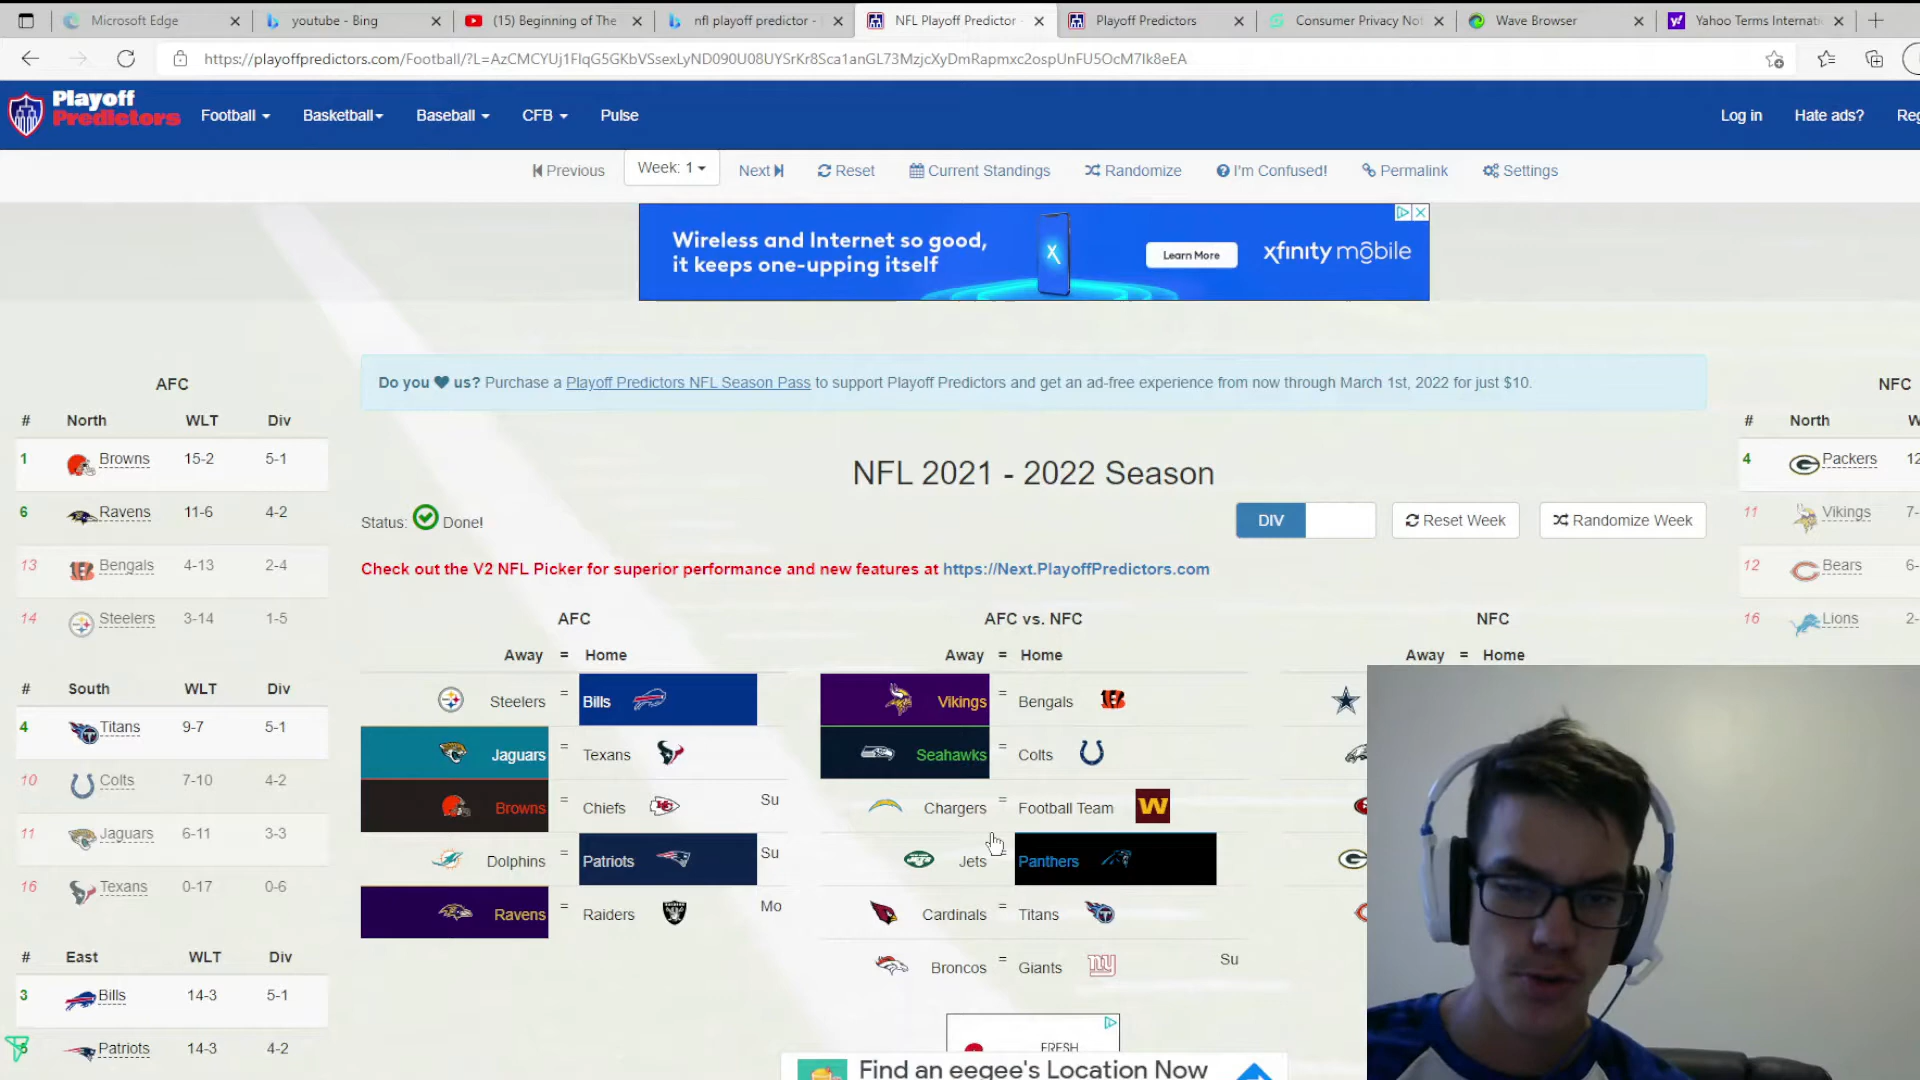 Microsoft Edge
youtube - Bing
(15) Beginning of The
nfl playoff predictor -
NFL Playoff Predictor -
Playoff Predictors
Consumer Privacy Not
Wave Browser
Yahoo Terms Internati
https://playoffpredictors.com/Football/?L=AzCMCYUj1FlqG5GKbVSsexLyND090U08UYSrKr8Sca1anGL73MzjcXyDmRapmxc2ospUnFU5OcM7Ik8eEA
Playoff
Predictors
Football
Basketball
Baseball
CFB
Pulse
Log in
Hate ads?
Reg
Previous
Week: 1
Next
Reset
Current Standings
Randomize
I'm Confused!
Permalink
Settings
Wireless and Internet so good,
it keeps one-upping itself
Learn More
xfinity mobile
Do you us? Purchase a Playoff Predictors NFL Season Pass to support Playoff Predictors and get an ad-free experience from now through March 1st, 2022 for just $10.
AFC
# North WLT Div
1 Browns 15-2 5-1
6 Ravens 11-6 4-2
13 Bengals 4-13 2-4
14 Steelers 3-14 1-5
# South WLT Div
4 Titans 9-7 5-1
10 Colts 7-10 4-2
11 Jaguars 6-11 3-3
16 Texans 0-17 0-6
# East WLT Div
3 Bills 14-3 5-1
Patriots 14-3 4-2
NFL 2021 - 2022 Season
Status: Done!
DIV
Reset Week
Randomize Week
Check out the V2 NFL Picker for superior performance and new features at https://Next.PlayoffPredictors.com
AFC
Away = Home
Steelers = Bills
Jaguars = Texans
Browns = Chiefs Su
Dolphins = Patriots Su
Ravens = Raiders Mo
AFC vs. NFC
Away = Home
Vikings = Bengals
Seahawks = Colts
Chargers = Football Team
Jets = Panthers
Cardinals = Titans
Broncos = Giants Su
NFC
Away = Home
NFC
# North W
4 Packers 12
11 Vikings 7-
12 Bears 6-
16 Lions 2-
FRESH
Find an eegee's Location Now